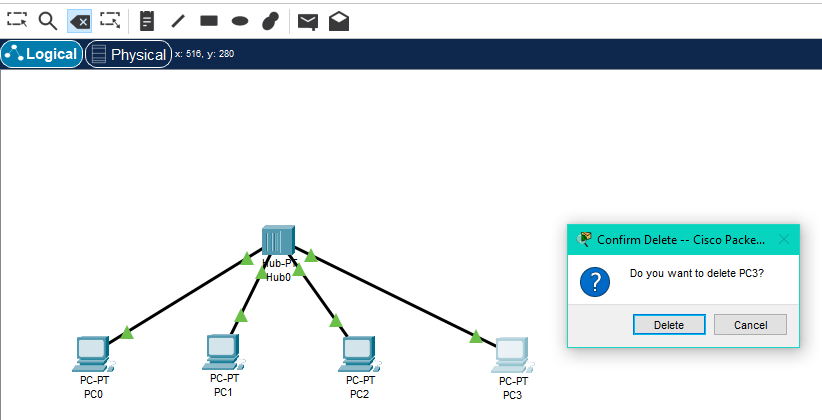 Logical
Physical
x: 516, y: 280
Hub-PT
Hub0
Confirm Delete -- Cisco Packe...
Do you want to delete PC3?
Delete
Cancel
PC-PT
PC0
PC-PT
PC1
PC-PT
PC2
PC-PT
PC3